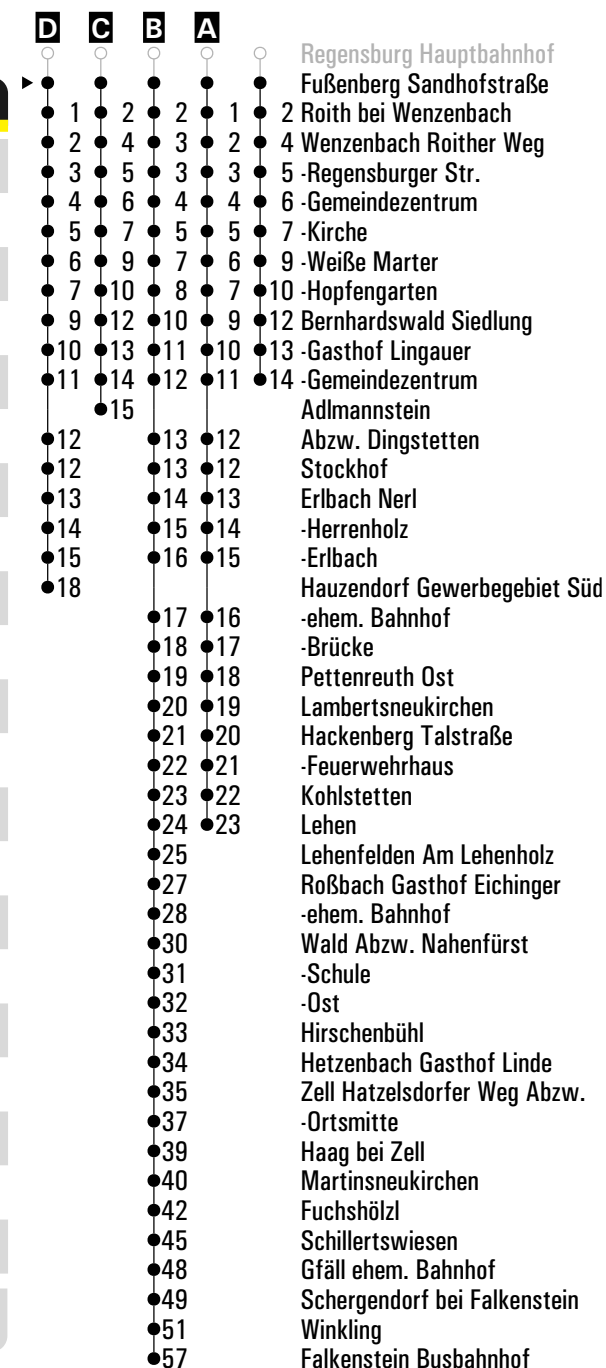 D C B A
Regensburg Hauptbahnhof
Fußenberg Sandhofstraße
1 2 2 1 2 Roith bei Wenzenbach
2 4 3 2 4 Wenzenbach Roither Weg
3 5 3 3 5 -Regensburger Str.
4 6 4 4 6 -Gemeindezentrum
5 7 5 5 7 -Kirche
6 9 7 6 9 -Weiße Marter
7 10 8 7 10 -Hopfengarten
9 12 10 9 12 Bernhardswald Siedlung
10 13 11 10 13 -Gasthof Lingauer
11 14 12 11 14 -Gemeindezentrum
15 Adlmannstein
12 13 12 Abzw. Dingstetten
12 13 12 Stockhof
13 14 13 Erlbach Nerl
14 15 14 -Herrenholz
15 16 15 -Erlbach
18 Hauzendorf Gewerbegebiet Süd
17 16 -ehem. Bahnhof
18 17 -Brücke
19 18 Pettenreuth Ost
20 19 Lambertsneukirchen
21 20 Hackenberg Talstraße
22 21 -Feuerwehrhaus
23 22 Kohlstetten
24 23 Lehen
25 Lehenfelden Am Lehenholz
27 Roßbach Gasthof Eichinger
28 -ehem. Bahnhof
30 Wald Abzw. Nahenfürst
31 -Schule
32 -Ost
33 Hirschenbühl
34 Hetzenbach Gasthof Linde
35 Zell Hatzelsdorfer Weg Abzw.
37 -Ortsmitte
39 Haag bei Zell
40 Martinsneukirchen
42 Fuchshölzl
45 Schillertswiesen
48 Gfäll ehem. Bahnhof
49 Schergendorf bei Falkenstein
51 Winkling
57 Falkenstein Busbahnhof